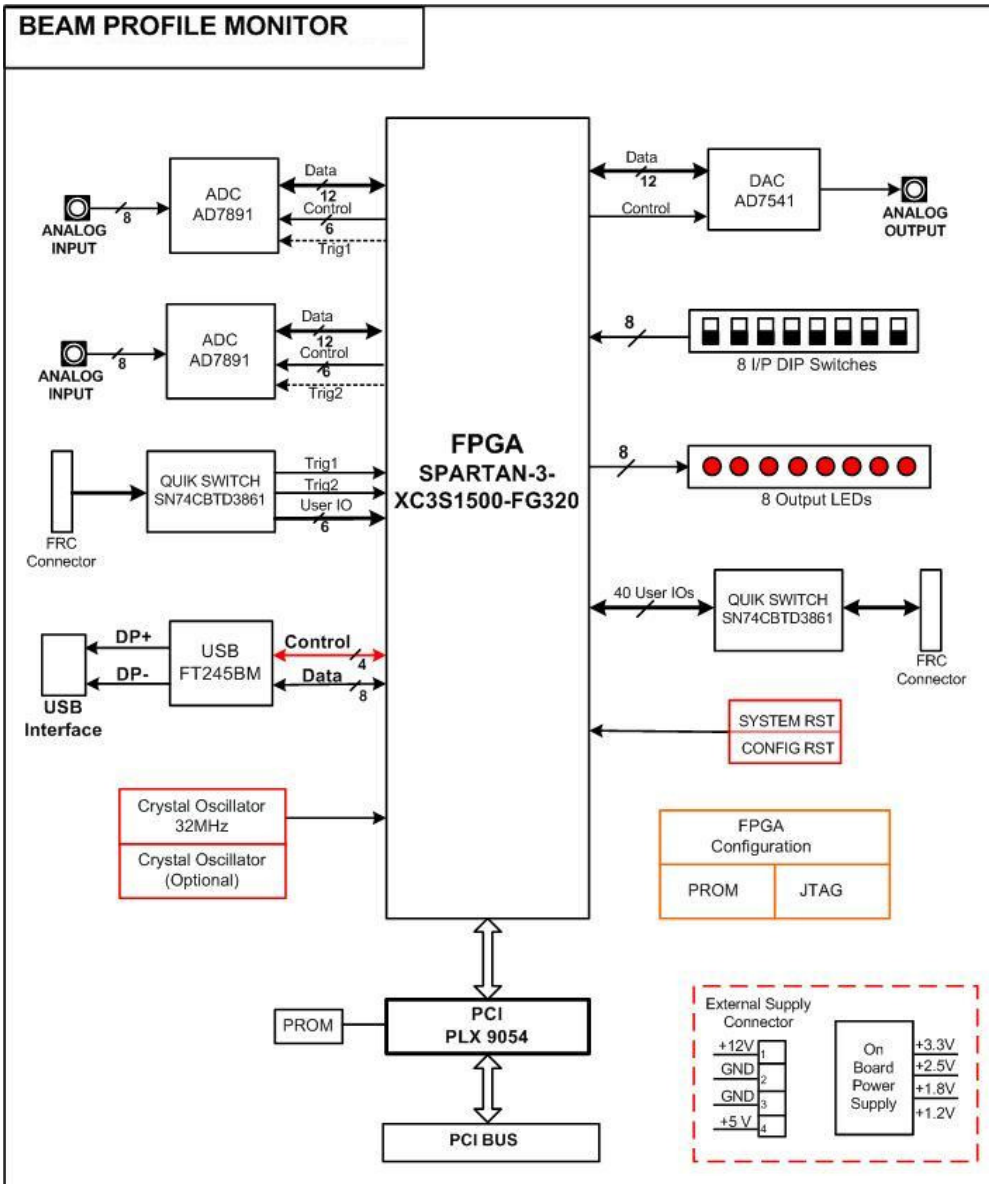 BEAM PROFILE MONITOR
ADC
AD7891
Data
12
Control
6
Trig1
8
ANALOG
INPUT
ADC
AD7891
Data
12
Control
6
Trig2
8
ANALOG
INPUT
QUIK SWITCH
SN74CBTD3861
Trig1
Trig2
User IO
6
FRC
Connector
USB
FT245BM
DP+
DP-
Control
4
Data
8
USB
Interface
Crystal Oscillator
32MHz
Crystal Oscillator
(Optional)
FPGA
SPARTAN-3-
XC3S1500-FG320
Data
12
Control
DAC
AD7541
ANALOG
OUTPUT
8
8 I/P DIP Switches
8
8 Output LEDs
40 User IOs
QUIK SWITCH
SN74CBTD3861
FRC
Connector
SYSTEM RST
CONFIG RST
FPGA
Configuration
PROM
JTAG
PROM
PCI
PLX 9054
PCI BUS
External Supply
Connector
+12V
1
GND
2
GND
3
+5 V
4
On
Board
Power
Supply
+3.3V
+2.5V
+1.8V
+1.2V